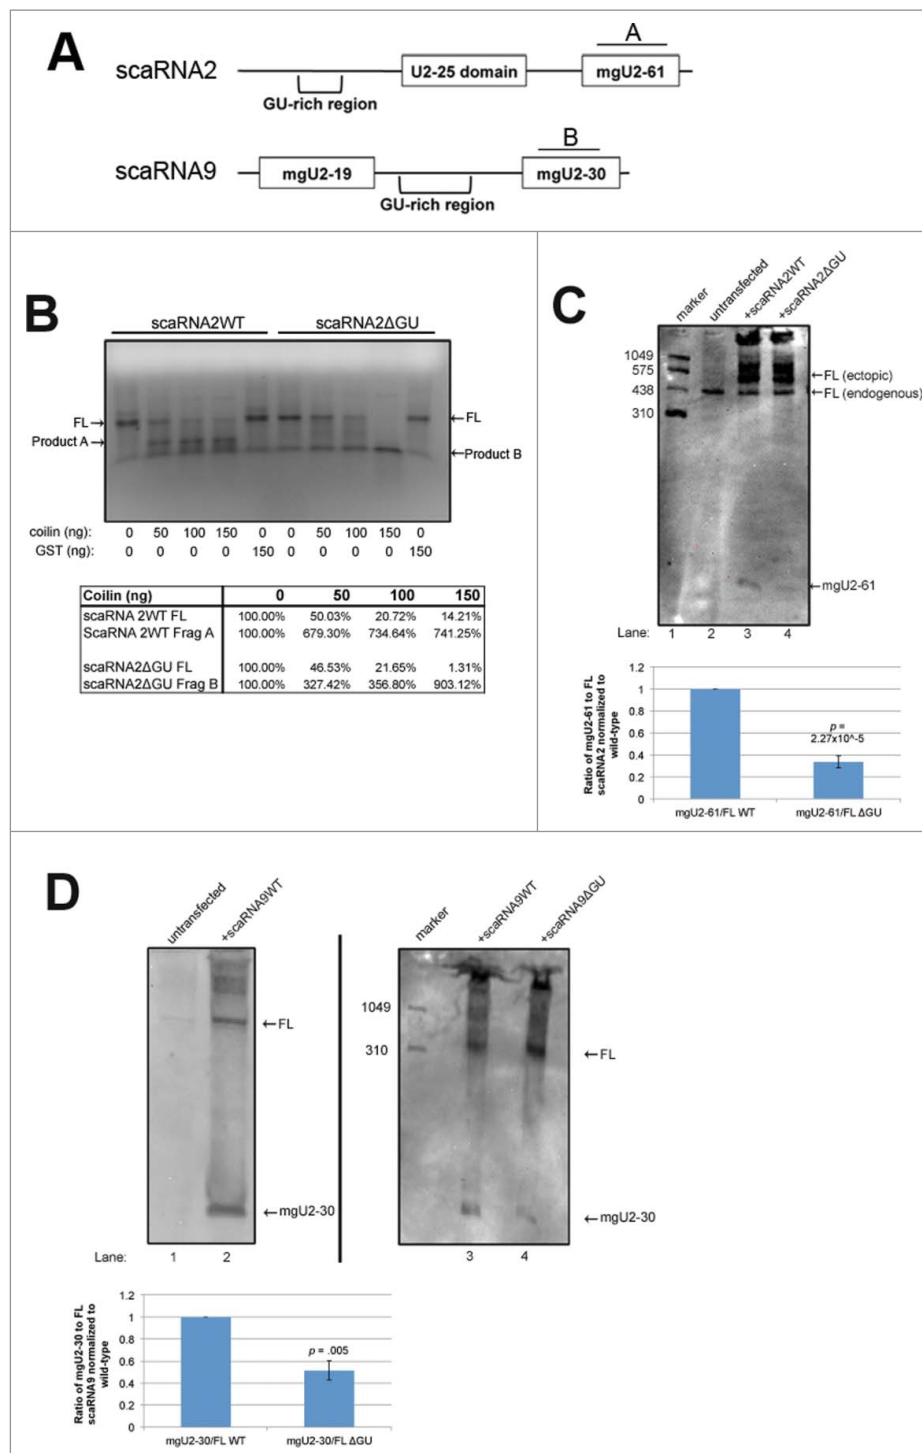 A
A
scaRNA2
U2-25 domain
mgU2-61
GU-rich region
B
scaRNA9
mgU2-19
mgU2-30
GU-rich region
B
scaRNA2WT scaRNA2ΔGU
FL→
←FL
Product A→
←Product B
coilin (ng): 0 50 100 150 0 0 50 100 150 0
GST (ng): 0 0 0 0 150 0 0 0 0 150
Coilin (ng) 0 50 100 150
scaRNA 2WT FL 100.00% 50.03% 20.72% 14.21%
ScaRNA 2WT Frag A 100.00% 679.30% 734.64% 741.25%
scaRNA2ΔGU FL 100.00% 46.53% 21.65% 1.31%
scaRNA2ΔGU Frag B 100.00% 327.42% 356.80% 903.12%
C
marker
untransfected
+scaRNA2WT
+scaRNA2ΔGU
1049
575
438
310
←FL (ectopic)
←FL (endogenous)
←mgU2-61
Lane: 1 2 3 4
Ratio of mgU2-61 to FL
scaRNA2 normalized to
wild-type
1.2
1
0.8
0.6
0.4
0.2
0
p =
2.27x10^-5
mgU2-61/FL WT
mgU2-61/FL ΔGU
D
untransfected
+scaRNA9WT
←FL
←mgU2-30
marker
+scaRNA9WT
+scaRNA9ΔGU
1049
310
←FL
←mgU2-30
Lane: 1 2 3 4
Ratio of mgU2-30 to FL
scaRNA9 normalized to
wild-type
1.2
1
0.8
0.6
0.4
0.2
0
p = .005
mgU2-30/FL WT
mgU2-30/FL ΔGU